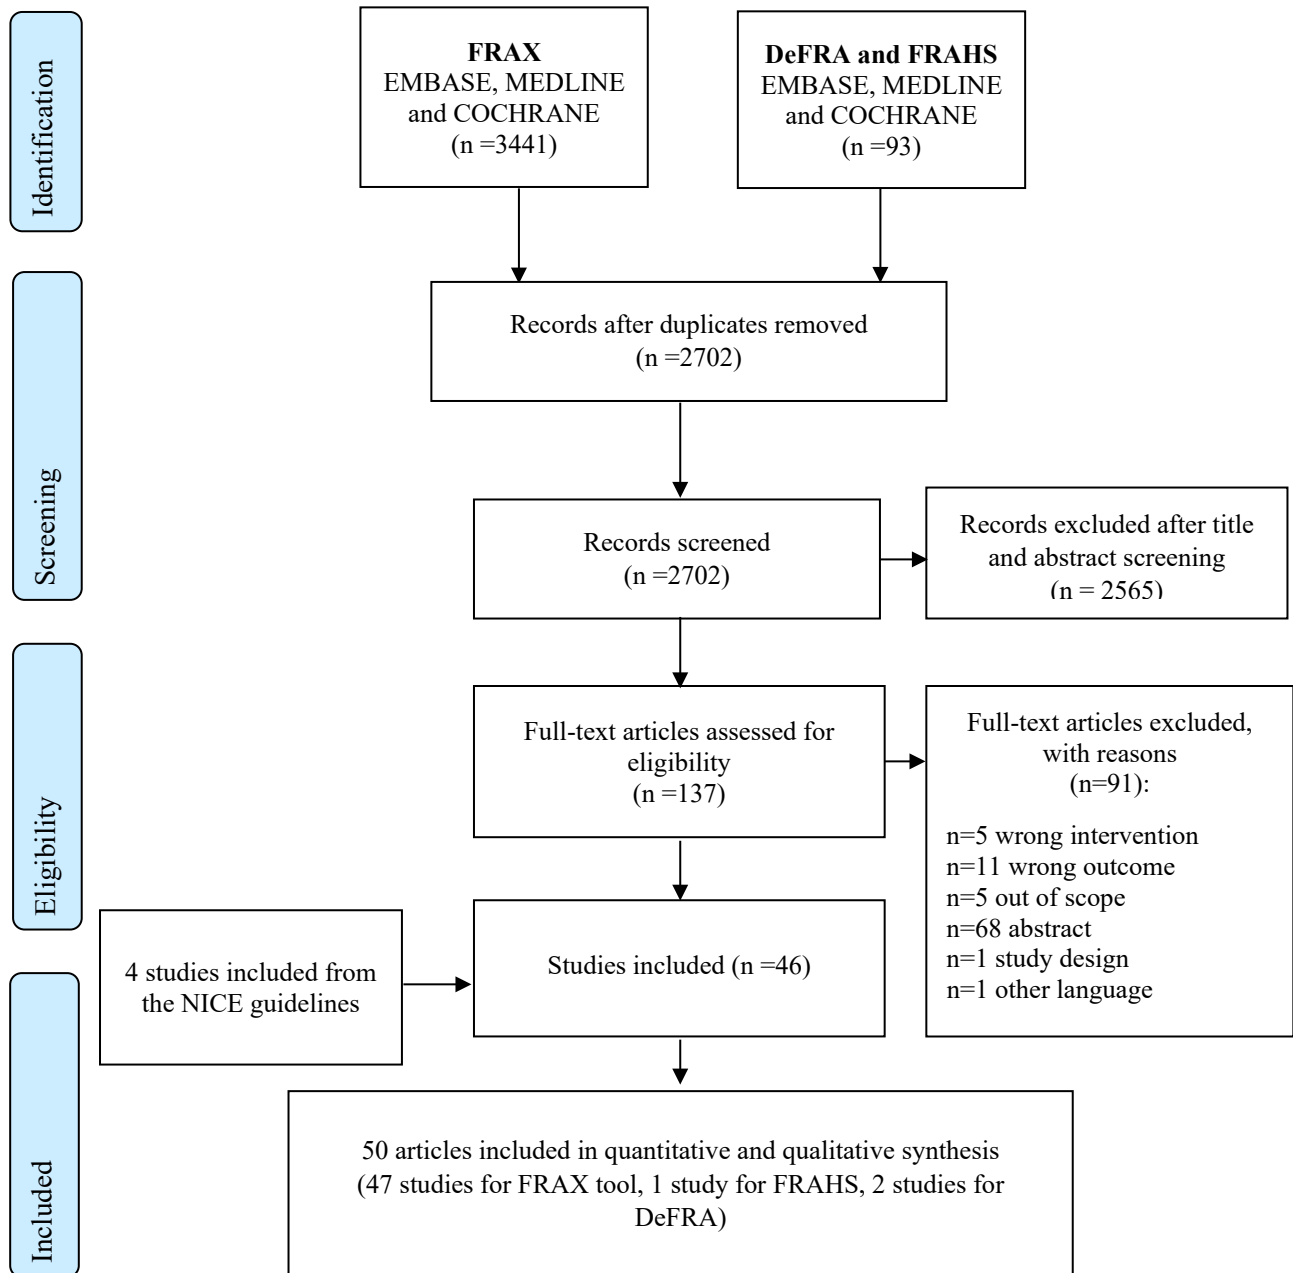 Identification
FRAX
EMBASE, MEDLINE
and COCHRANE
(n =3441)
DeFRA and FRAHS
EMBASE, MEDLINE
and COCHRANE
(n =93)
Records after duplicates removed
(n =2702)
Screening
Records screened
(n =2702)
Records excluded after title
and abstract screening
(n = 2565)
Eligibility
Full-text articles assessed for
eligibility
(n =137)
Full-text articles excluded,
with reasons
(n=91):
n=5 wrong intervention
n=11 wrong outcome
n=5 out of scope
n=68 abstract
n=1 study design
n=1 other language
4 studies included from
the NICE guidelines
Studies included (n =46)
Included
50 articles included in quantitative and qualitative synthesis
(47 studies for FRAX tool, 1 study for FRAHS, 2 studies for
DeFRA)